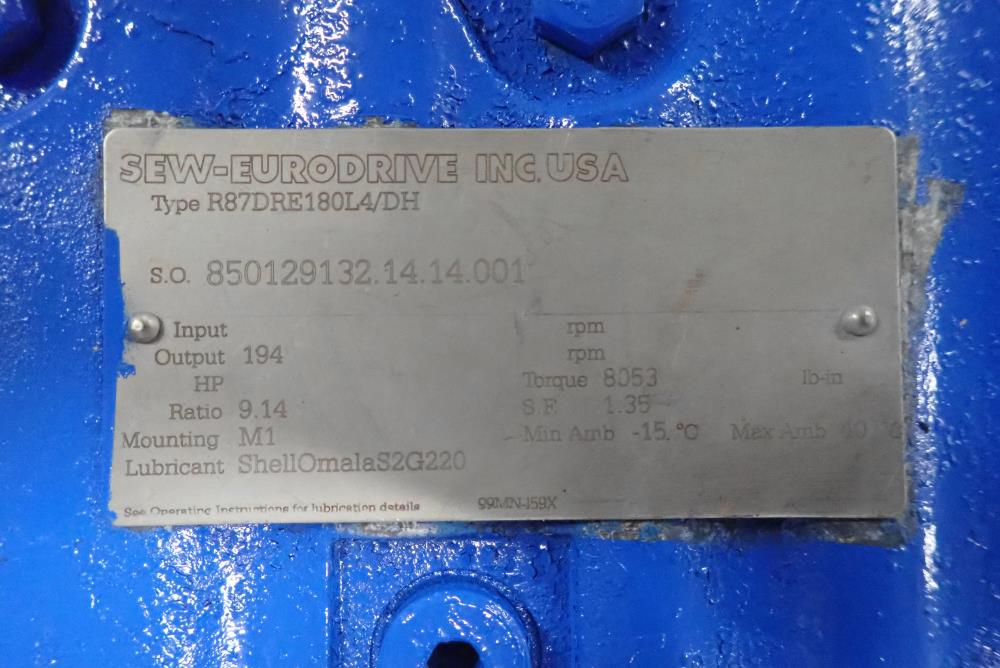 SEW-EURODRIVE INC. USA
Type R87DRE180L4/DH
S.O. 850129132.14.14.001
Input rpm
Output 194 rpm
HP Torque 8053 lb-in
Ratio 9.14 S.F. 1.35
Mounting M1 Min Amb -15. °C Max Amb 40 °C
Lubricant ShellOmalaS2G220
See Operating Instructions for lubrication details 99MN-159X